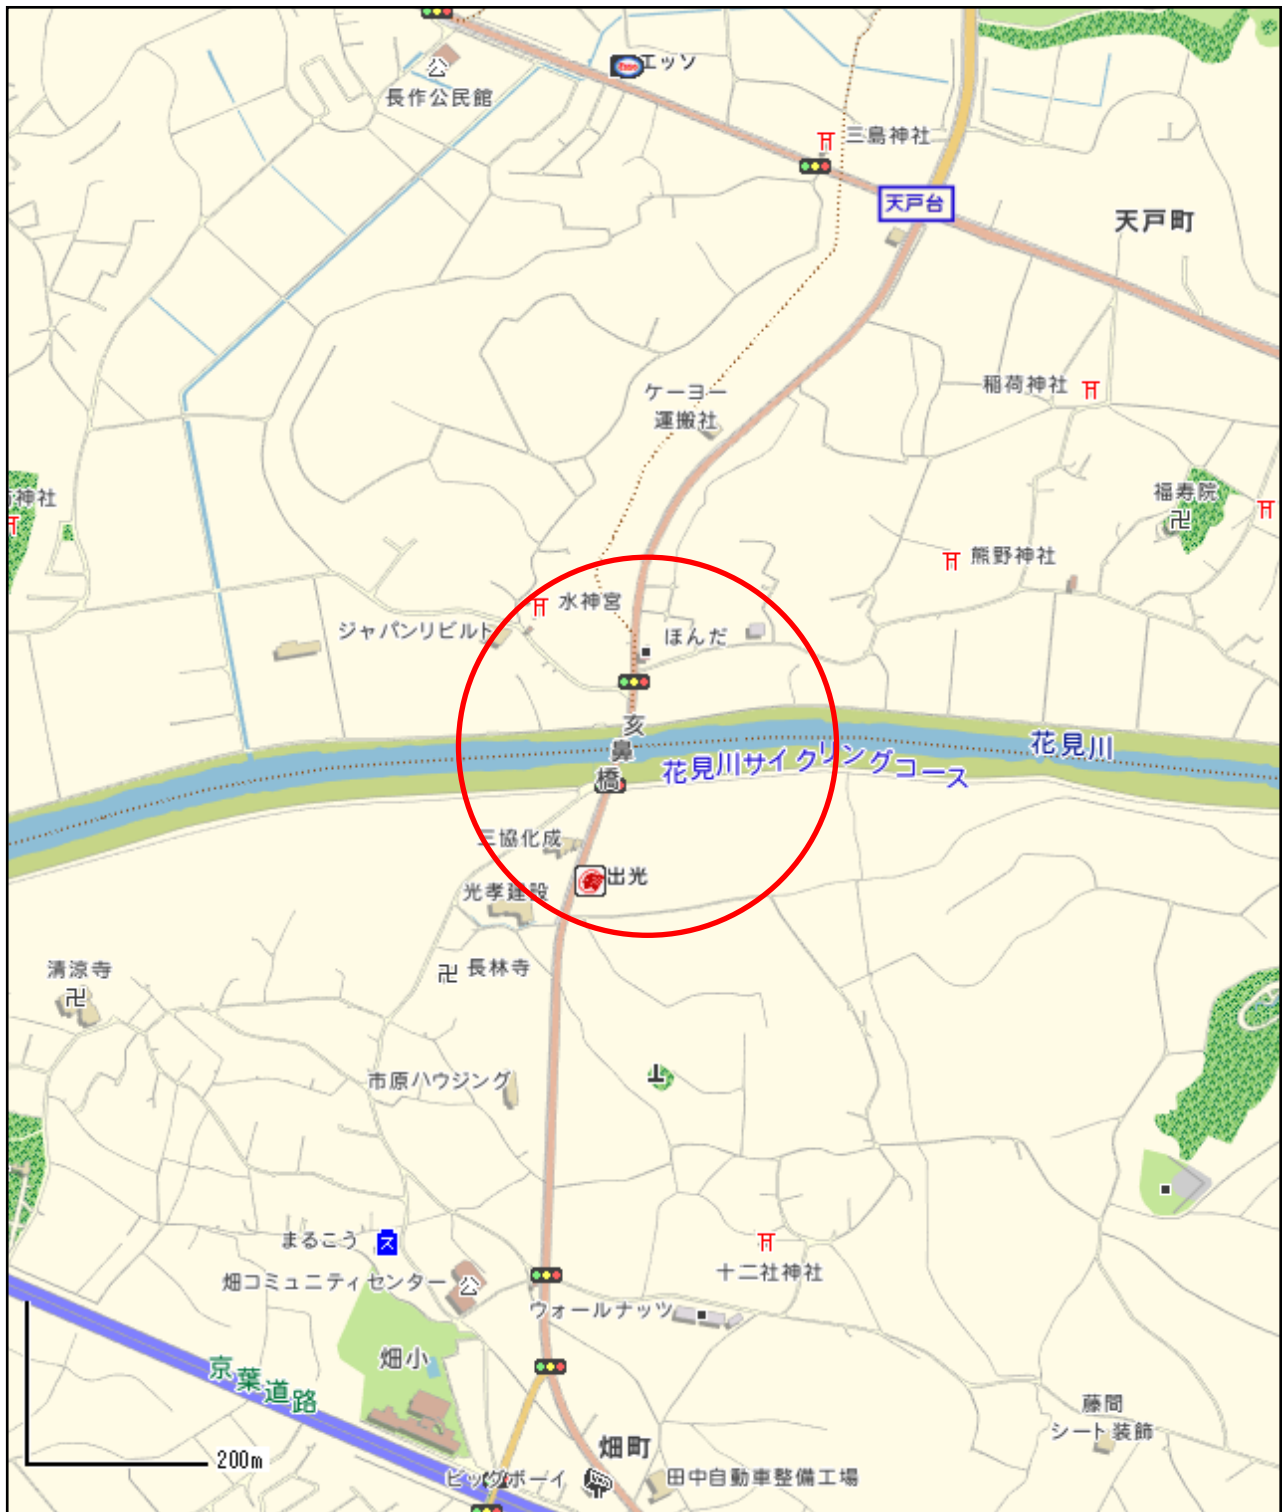 エッソ
長作公民館
三島神社
天戸台
天戸町
ケーヨー
運搬社
稲荷神社
神社
福寿院
熊野神社
水神宮
ジャパンリビルト
ほんだ
亥鼻橋
花見川
花見川サイクリングコース
三協化成
出光
光孝建設
長林寺
清涼寺
市原ハウジング
まるこう
ス
畑コミュニティセンター
十二社神社
ウォールナッツ
畑小
京葉道路
200m
藤間
シート装飾
畑町
ビッグボーイ
田中自動車整備工場